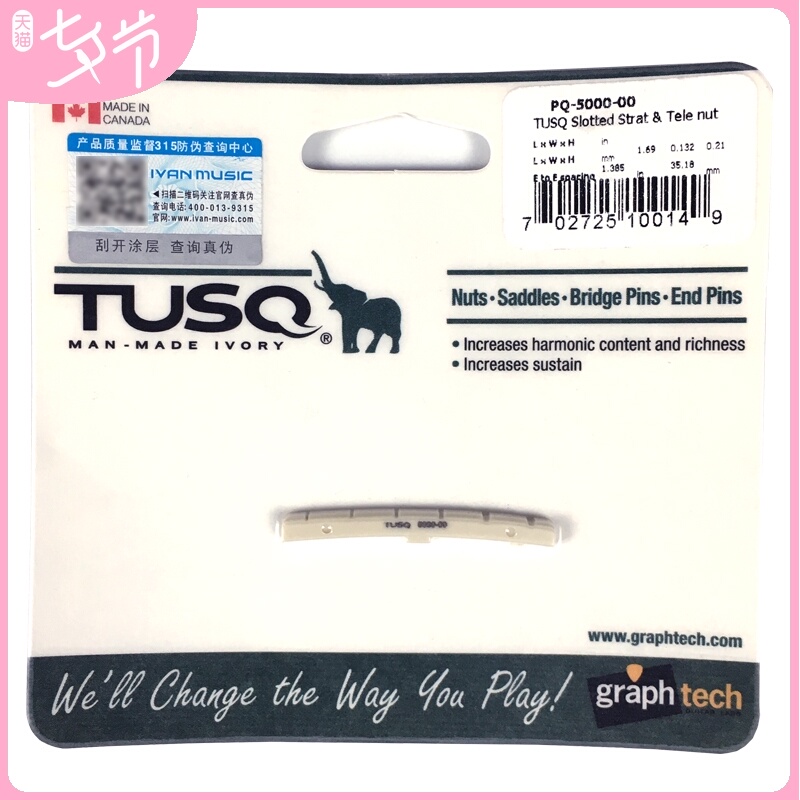 天猫
七夕节
MADE IN
CANADA
产品质量监督315防伪查询中心
IVAN MUSIC
◀扫描二维码关注官网查真伪
查询电话:400-013-9315
官网:www.ivan-music.com
刮开涂层 查询真伪
PQ-5000-00
TUSQ Slotted Strat & Tele nut
L x W x H in 1.69 0.132 0.21
L x W x H mm
E to E spacing 1.385 in 35.18 mm
7 02725 10014 9
TUSQ®
MAN-MADE IVORY
Nuts • Saddles • Bridge Pins • End Pins
• Increases harmonic content and richness
• Increases sustain
TUSQ
www.graphtech.com
We'll Change the Way You Play!
graph tech